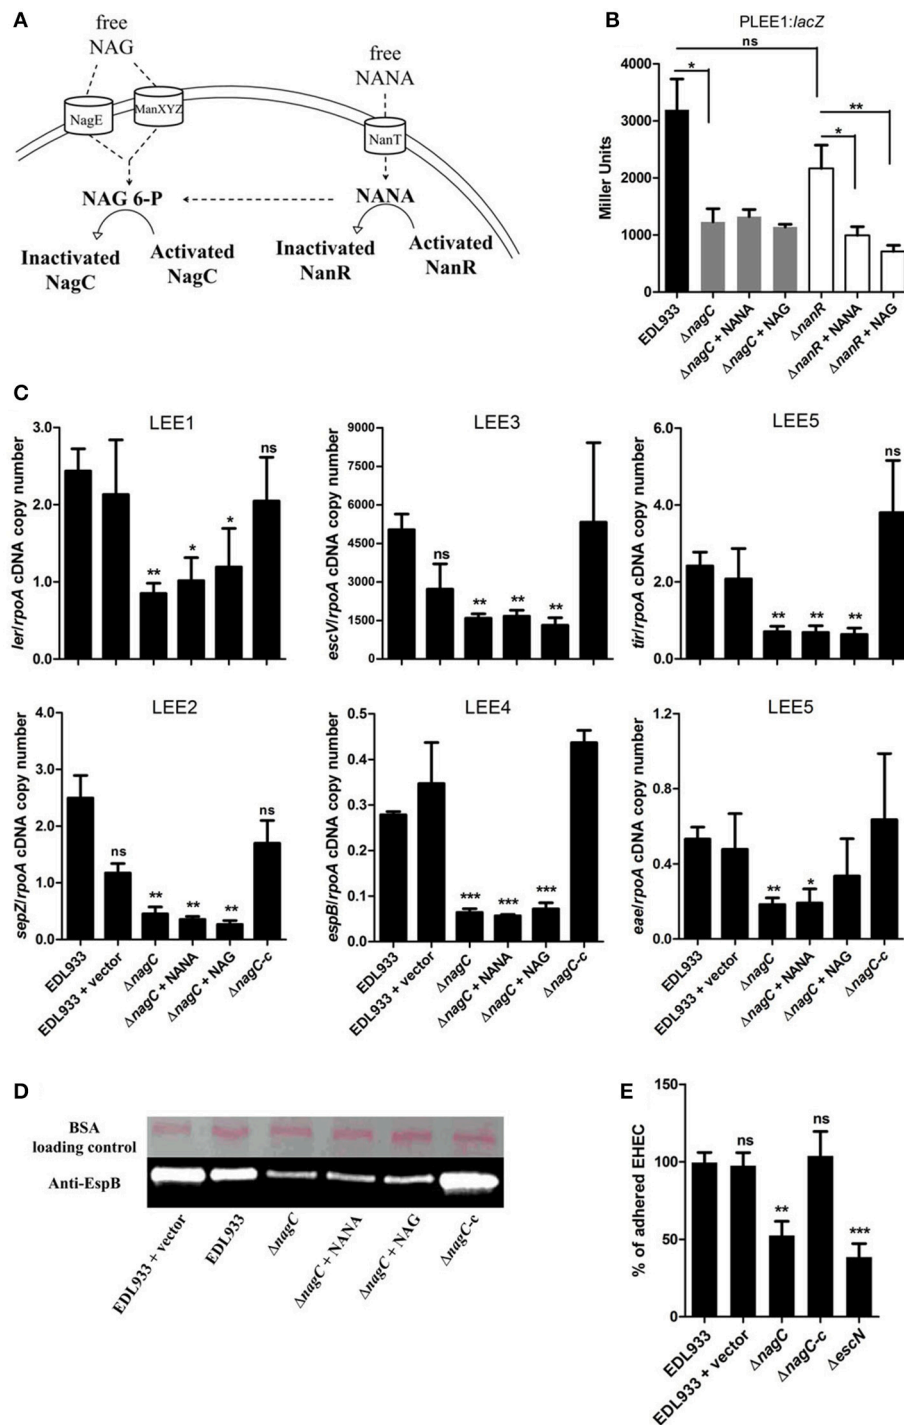 A
free
NAG
free
NANA
NagE
ManXYZ
NanT
NAG 6-P
NANA
Inactivated
NagC
Activated
NagC
Inactivated
NanR
Activated
NanR
B
PLEE1:lacZ
ns
*
**
*
Miller Units
4000
3000
2000
1000
0
EDL933
ΔnagC
ΔnagC + NANA
ΔnagC + NAG
ΔnanR
ΔnanR + NANA
ΔnanR + NAG
C
LEE1
ler/rpoA cDNA copy number
3.0
2.0
1.0
0.0
**
*
*
ns
LEE3
escV/rpoA cDNA copy number
9000
7500
6000
4500
3000
1500
0
ns
**
**
**
LEE5
tir/rpoA cDNA copy number
6.0
4.0
2.0
0.0
**
**
**
ns
LEE2
sepZ/rpoA cDNA copy number
4.0
3.0
2.0
1.0
0.0
ns
**
**
**
ns
EDL933
EDL933 + vector
ΔnagC
ΔnagC + NANA
ΔnagC + NAG
ΔnagC-c
LEE4
espB/rpoA cDNA copy number
0.5
0.4
0.3
0.2
0.1
0.0
***
***
***
EDL933
EDL933 + vector
ΔnagC
ΔnagC + NANA
ΔnagC + NAG
ΔnagC-c
LEE5
eae/rpoA cDNA copy number
1.2
0.8
0.4
0.0
**
*
EDL933
EDL933 + vector
ΔnagC
ΔnagC + NANA
ΔnagC + NAG
ΔnagC-c
D
BSA
loading control
Anti-EspB
EDL933 + vector
EDL933
ΔnagC
ΔnagC + NANA
ΔnagC + NAG
ΔnagC-c
E
% of adhered EHEC
150
100
50
0
ns
**
ns
***
EDL933
EDL933 + vector
ΔnagC
ΔnagC-c
ΔescN